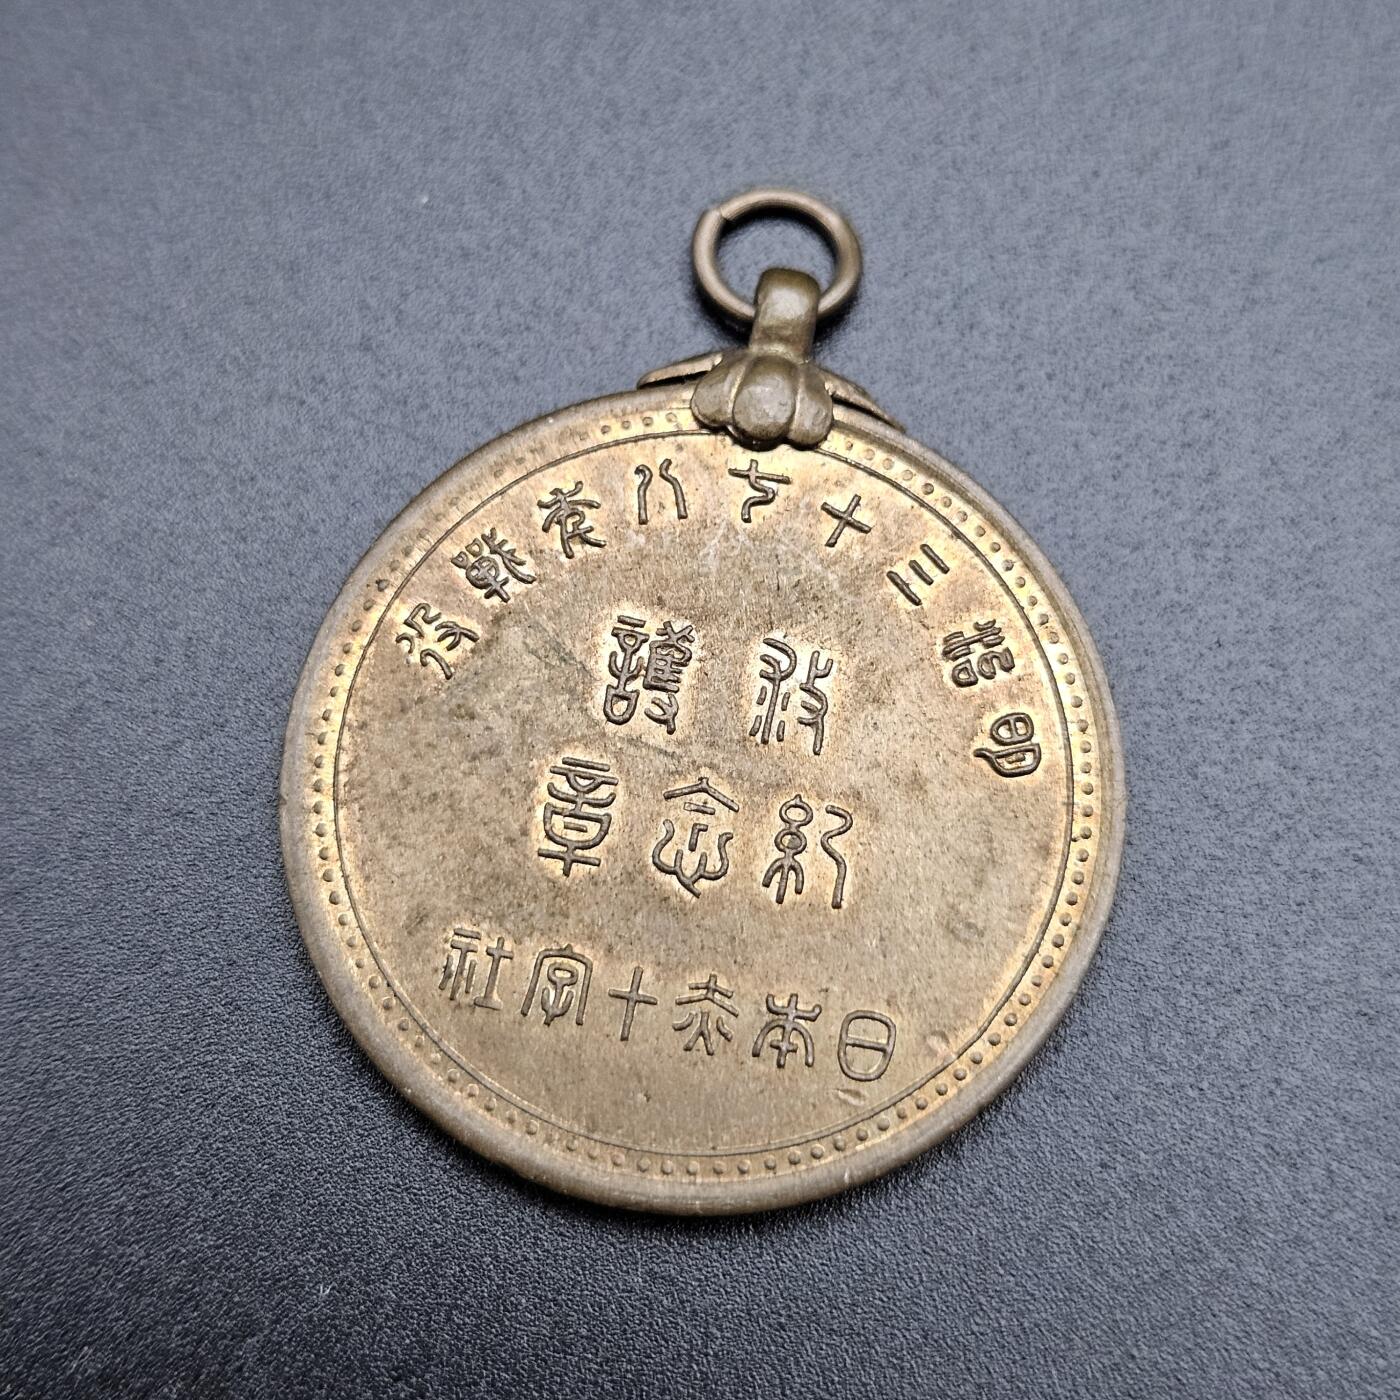 明治三十七八年戰役
救護
紀念章
日本赤十字社